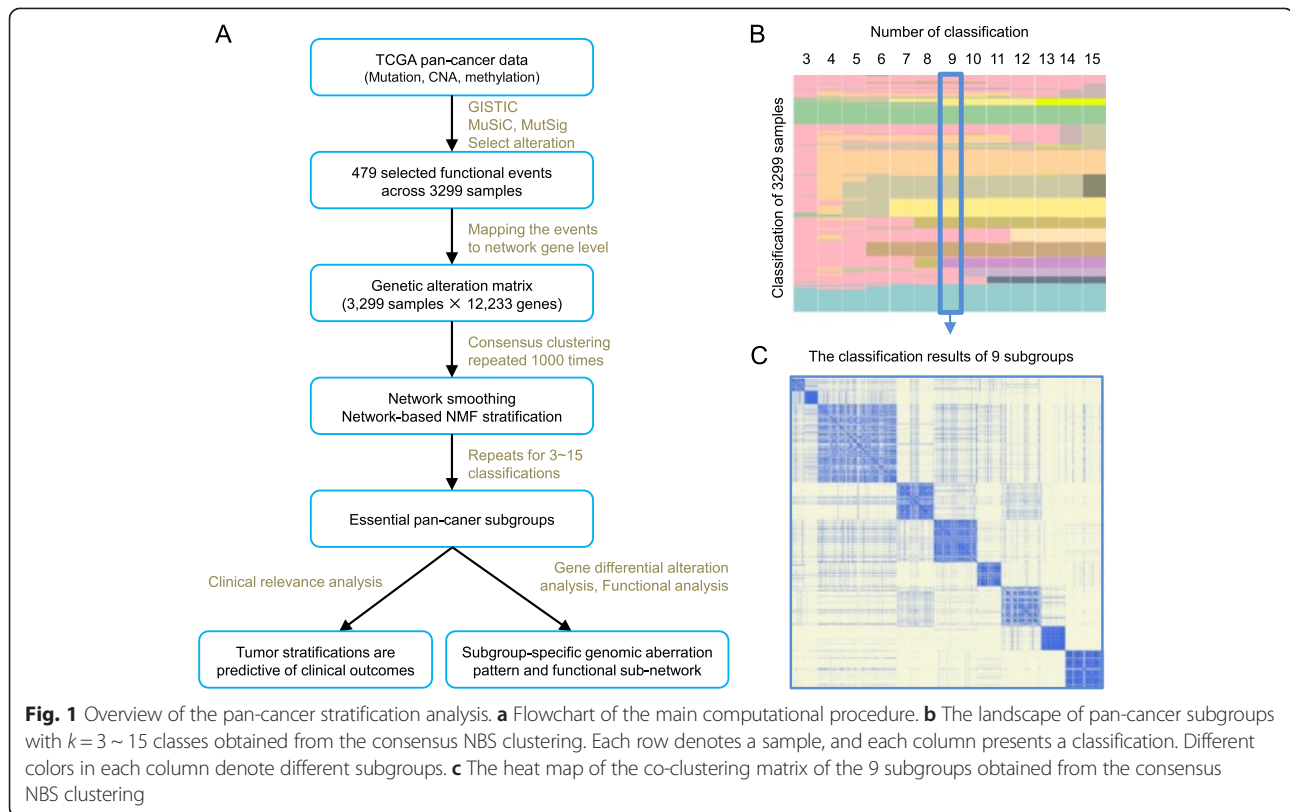 A
TCGA pan-cancer data
(Mutation, CNA, methylation)
GISTIC
MuSiC, MutSig
Select alteration
479 selected functional events
across 3299 samples
Mapping the events
to network gene level
Genetic alteration matrix
(3,299 samples × 12,233 genes)
Consensus clustering
repeated 1000 times
Network smoothing
Network-based NMF stratification
Repeats for 3~15
classifications
Essential pan-caner subgroups
Clinical relevance analysis
Gene differential alteration
analysis, Functional analysis
Tumor stratifications are
predictive of clinical outcomes
Subgroup-specific genomic aberration
pattern and functional sub-network
B
Number of classification
3 4 5 6 7 8 9 10 11 12 13 14 15
Classification of 3299 samples
C
The classification results of 9 subgroups
Fig. 1 Overview of the pan-cancer stratification analysis. a Flowchart of the main computational procedure. b The landscape of pan-cancer subgroups
with k = 3 ~ 15 classes obtained from the consensus NBS clustering. Each row denotes a sample, and each column presents a classification. Different
colors in each column denote different subgroups. c The heat map of the co-clustering matrix of the 9 subgroups obtained from the consensus
NBS clustering